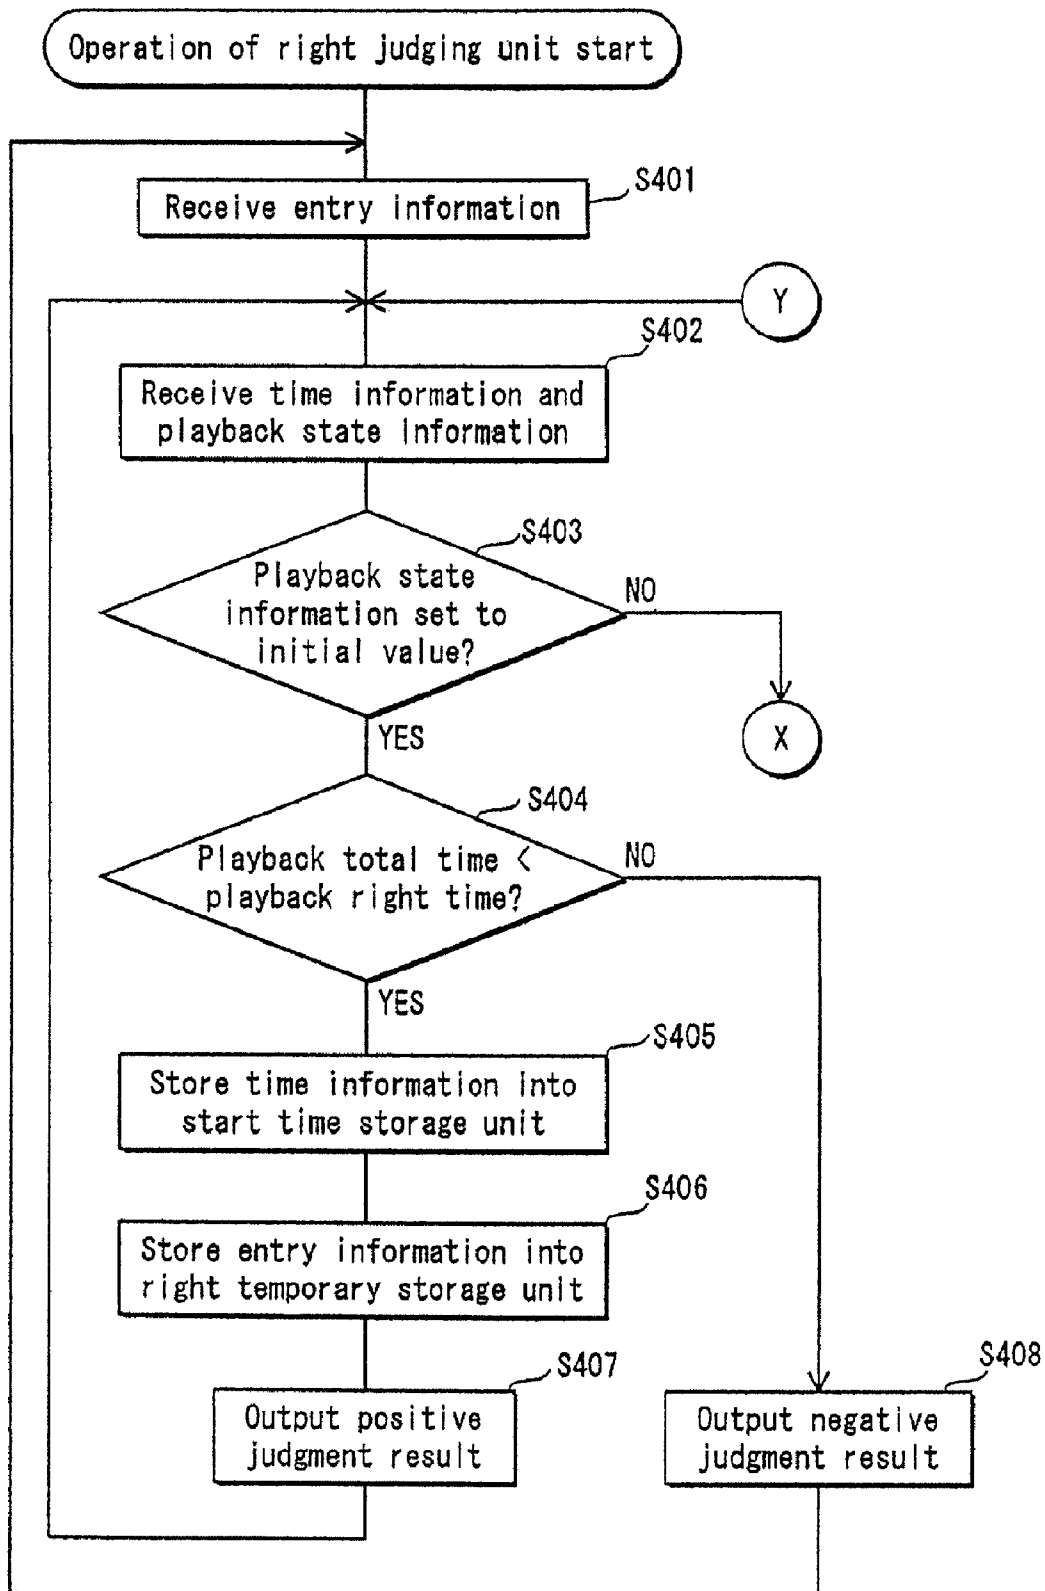 Operation of right judging unit start
S401
Receive entry information
Y
S402
Receive time information and
playback state information
S403
Playback state
information set to
initial value?
NO
YES
X
S404
Playback total time <
playback right time?
NO
YES
S405
Store time information into
start time storage unit
S406
Store entry information into
right temporary storage unit
S407
Output positive
judgment result
S408
Output negative
judgment result